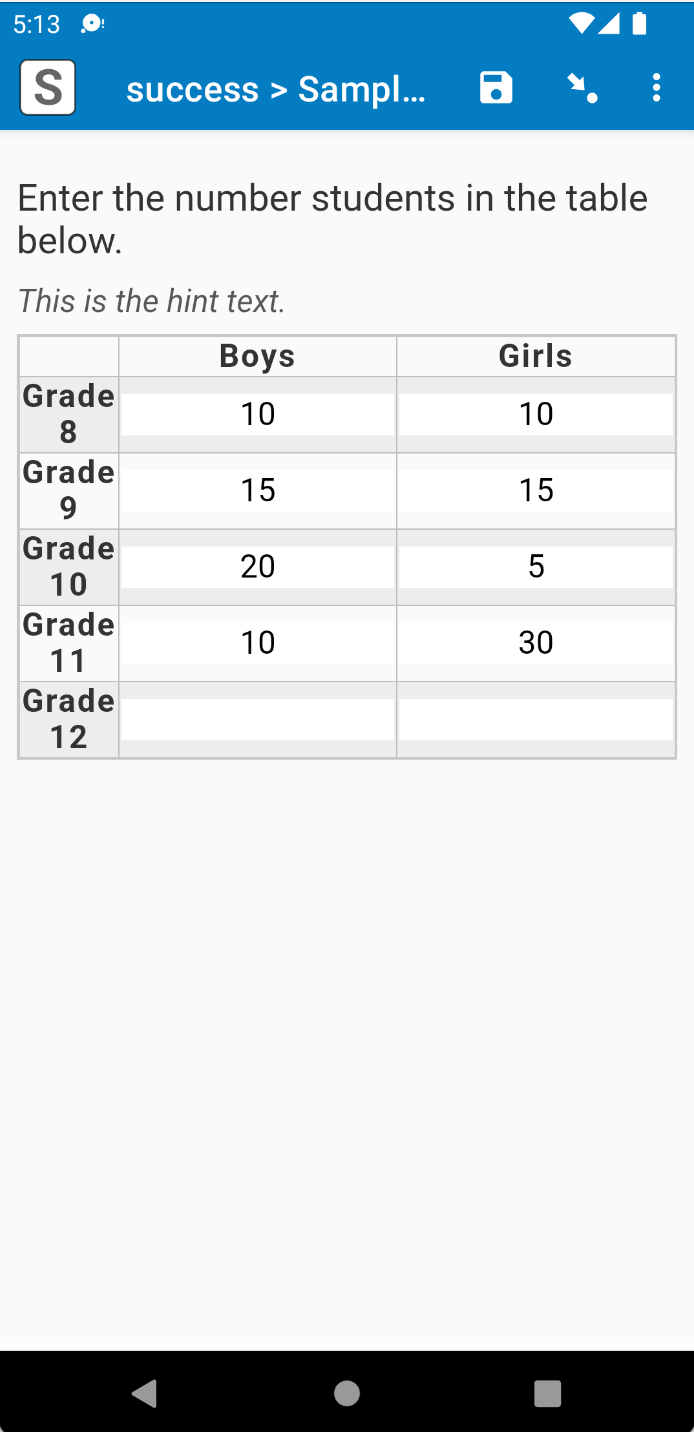 5:13
S success > Sampl...
Enter the number students in the table
below.
This is the hint text.
Boys Girls
Grade 8 10 10
Grade 9 15 15
Grade 10 20 5
Grade 11 10 30
Grade 12